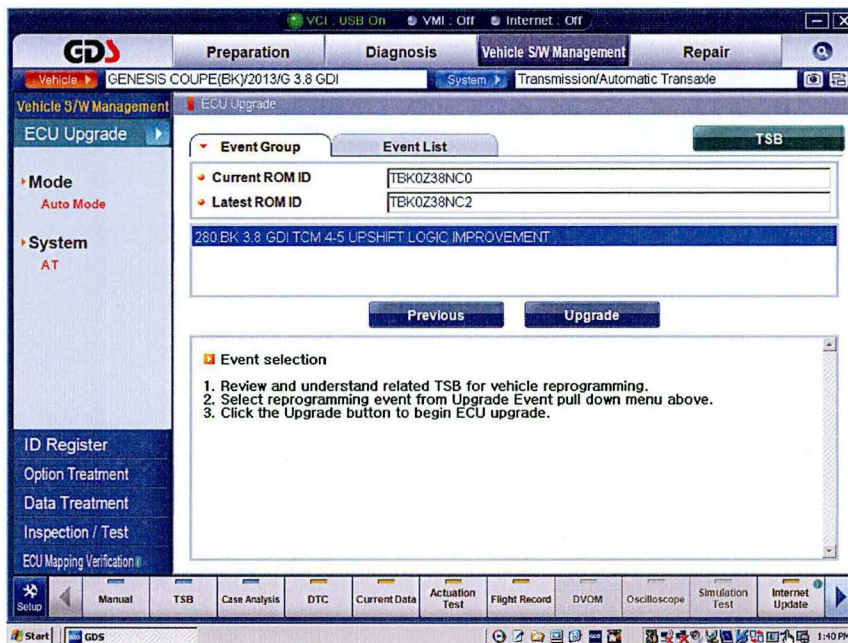 VCI : USB On VMI : Off Internet : Off
GDS Preparation Diagnosis Vehicle S/W Management Repair
Vehicle GENESIS COUPE(BK)/2013/G 3.8 GDI System Transmission/Automatic Transaxle
Vehicle S/W Management ECU Upgrade
ECU Upgrade
Event Group Event List TSB
Mode
Auto Mode
System
AT
Current ROM ID TBK0Z38NC0
Latest ROM ID TBK0Z38NC2
280.BK 3.8 GDI TCM 4-5 UPSHIFT LOGIC IMPROVEMENT
Previous Upgrade
Event selection
1. Review and understand related TSB for vehicle reprogramming.
2. Select reprogramming event from Upgrade Event pull down menu above.
3. Click the Upgrade button to begin ECU upgrade.
ID Register
Option Treatment
Data Treatment
Inspection / Test
ECU Mapping Verification
Setup Manual TSB Case Analysis DTC Current Data Actuation Test Flight Record DVOM Oscilloscope Simulation Test Internet Update
Start GDS 1:40 PM